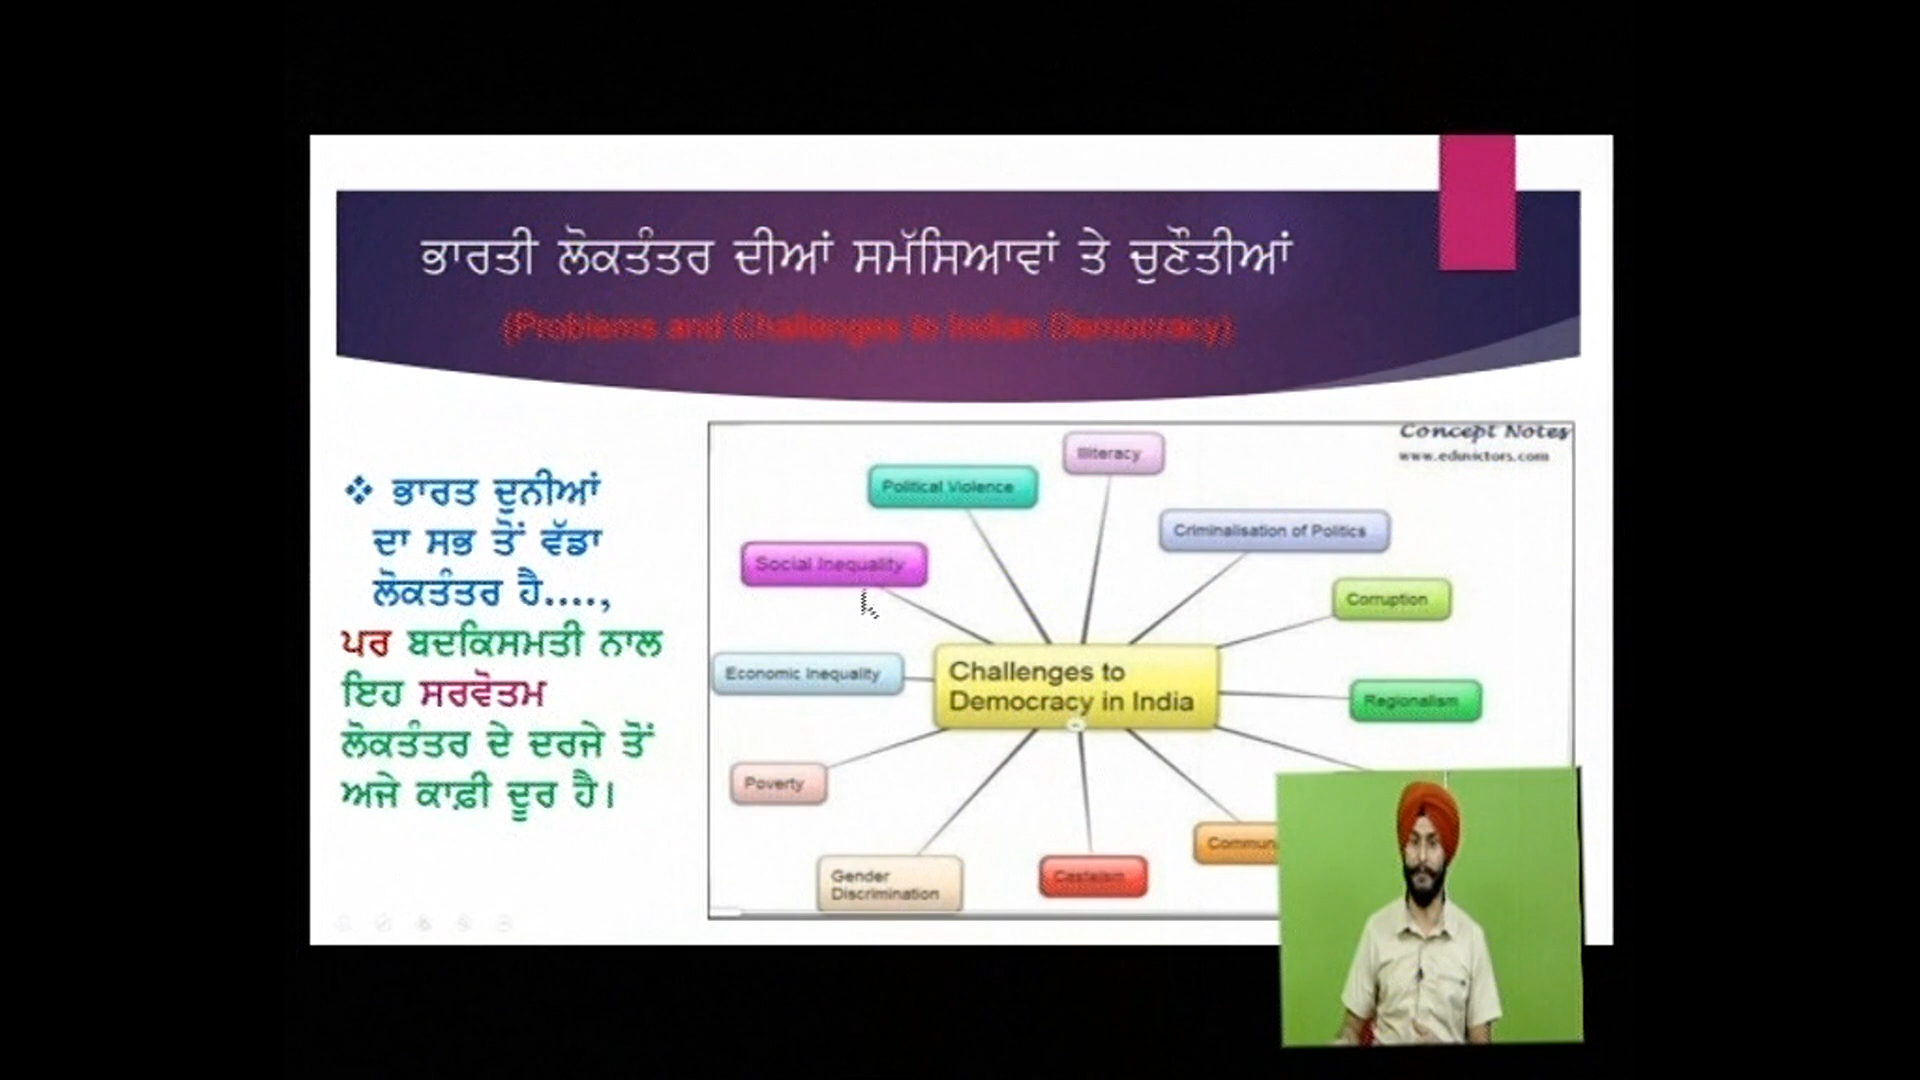 ਭਾਰਤੀ ਲੋਕਤੰਤਰ ਦੀਆਂ ਸਮੱਸਿਆਵਾਂ ਤੇ ਚੁਣੌਤੀਆਂ
(Problems and Challenges to Indian Democracy)
❖ ਭਾਰਤ ਦੁਨੀਆਂ
ਦਾ ਸਭ ਤੋਂ ਵੱਡਾ
ਲੋਕਤੰਤਰ ਹੈ....,
ਪਰ ਬਦਕਿਸਮਤੀ ਨਾਲ
ਇਹ ਸਰਵੋਤਮ
ਲੋਕਤੰਤਰ ਦੇ ਦਰਜੇ ਤੋਂ
ਅਜੇ ਕਾਫ਼ੀ ਦੂਰ ਹੈ।
Concept Notes
www.eduvictors.com
Illiteracy
Political Violence
Criminalisation of Politics
Social Inequality
Corruption
Economic Inequality
Challenges to
Democracy in India
Regionalism
Poverty
Commun
Gender
Discrimination
Casteism